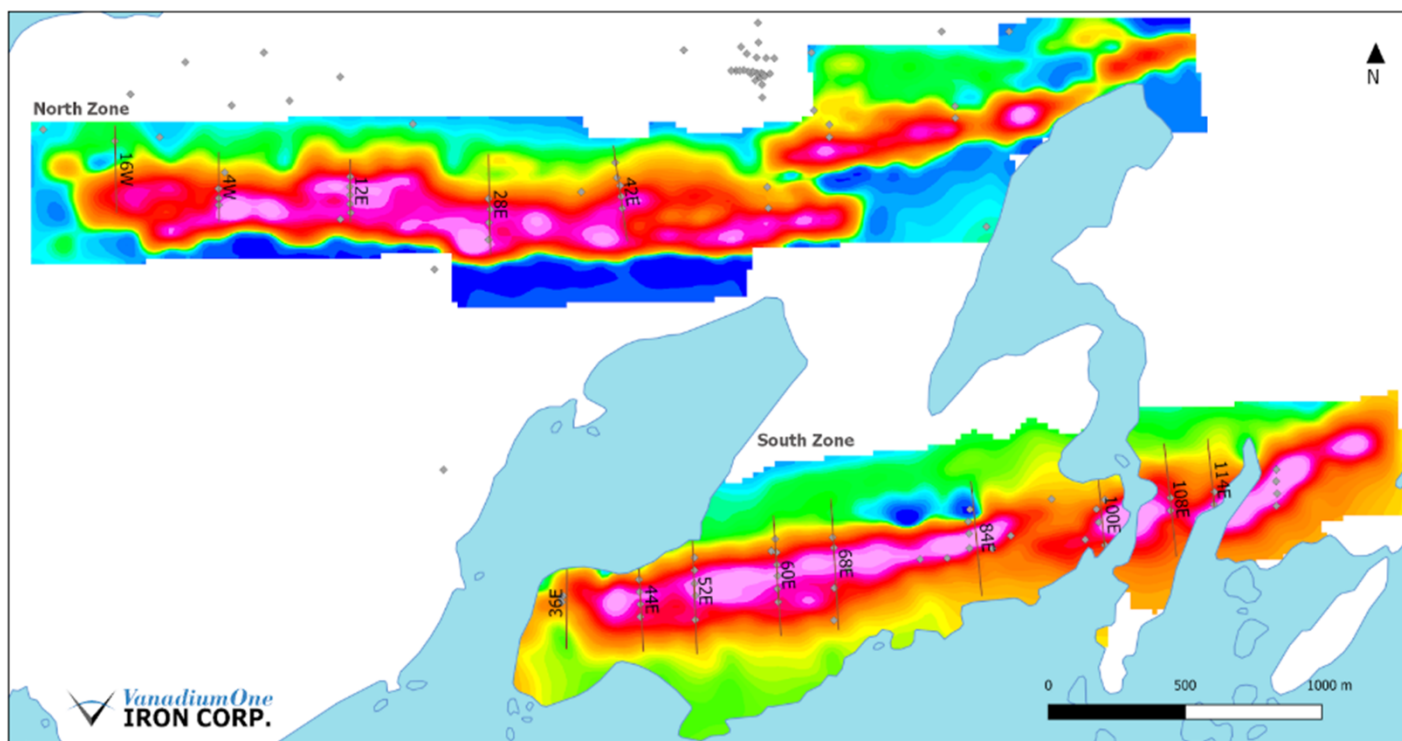 N
North Zone
16W
4W
12E
28E
42E
South Zone
36E
44E
52E
60E
68E
84E
100E
108E
114E
VanadiumOne
IRON CORP.
0
500
1000 m